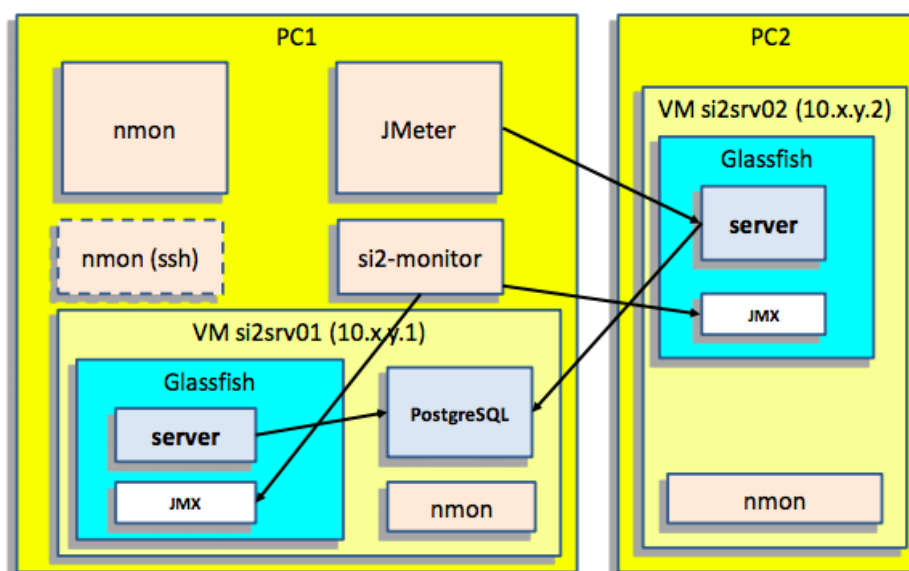 PC1
nmon
JMeter
nmon (ssh)
si2-monitor
VM si2srv01 (10.x.y.1)
Glassfish
server
JMX
PostgreSQL
nmon
PC2
VM si2srv02 (10.x.y.2)
Glassfish
server
JMX
nmon